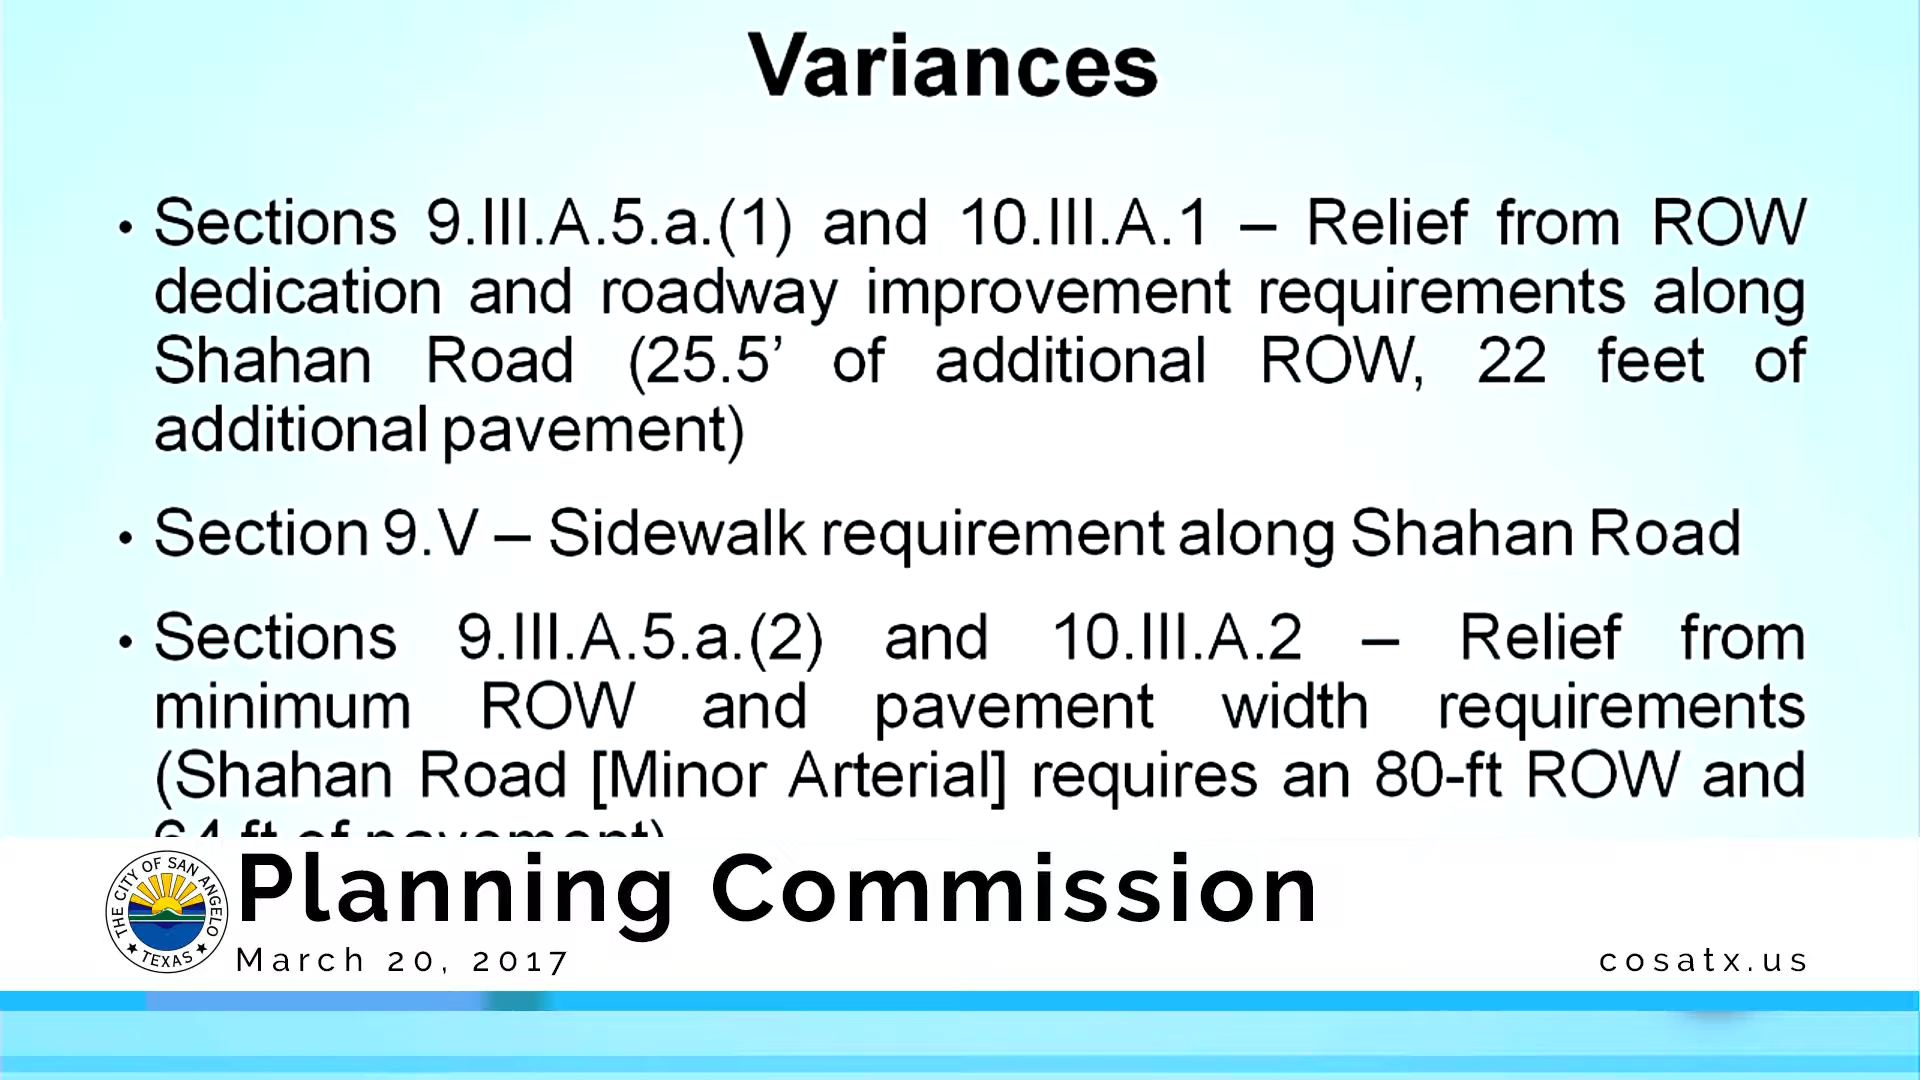 Variances
• Sections 9.III.A.5.a.(1) and 10.III.A.1 – Relief from ROW
dedication and roadway improvement requirements along
Shahan Road (25.5’ of additional ROW, 22 feet of
additional pavement)
• Section 9.V – Sidewalk requirement along Shahan Road
• Sections 9.III.A.5.a.(2) and 10.III.A.2 – Relief from
minimum ROW and pavement width requirements
(Shahan Road [Minor Arterial] requires an 80-ft ROW and
64 ft of pavement)
THE CITY OF SAN ANGELO
TEXAS
Planning Commission
March 20, 2017
cosatx.us